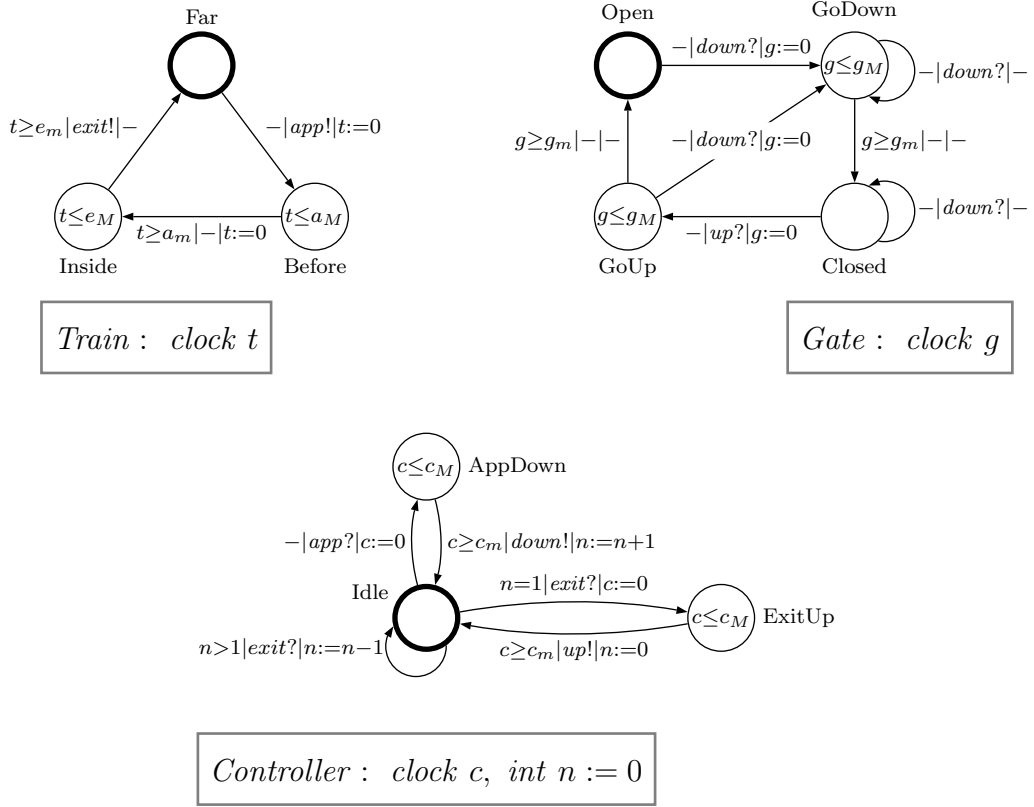 Far
t≥e_m|exit!|−
−|app!|t:=0
t≤e_M
t≤a_M
t≥a_m|−|t:=0
Inside
Before
Train : clock t
Open
GoDown
−|down?|g:=0
g≤g_M
−|down?|−
g≥g_m|−|−
−|down?|g:=0
g≥g_m|−|−
g≤g_M
−|up?|g:=0
−|down?|−
GoUp
Closed
Gate : clock g
c≤c_M
AppDown
−|app?|c:=0
c≥c_m|down!|n:=n+1
Idle
n=1|exit?|c:=0
c≤c_M
ExitUp
n>1|exit?|n:=n−1
c≥c_m|up!|n:=0
Controller : clock c, int n := 0